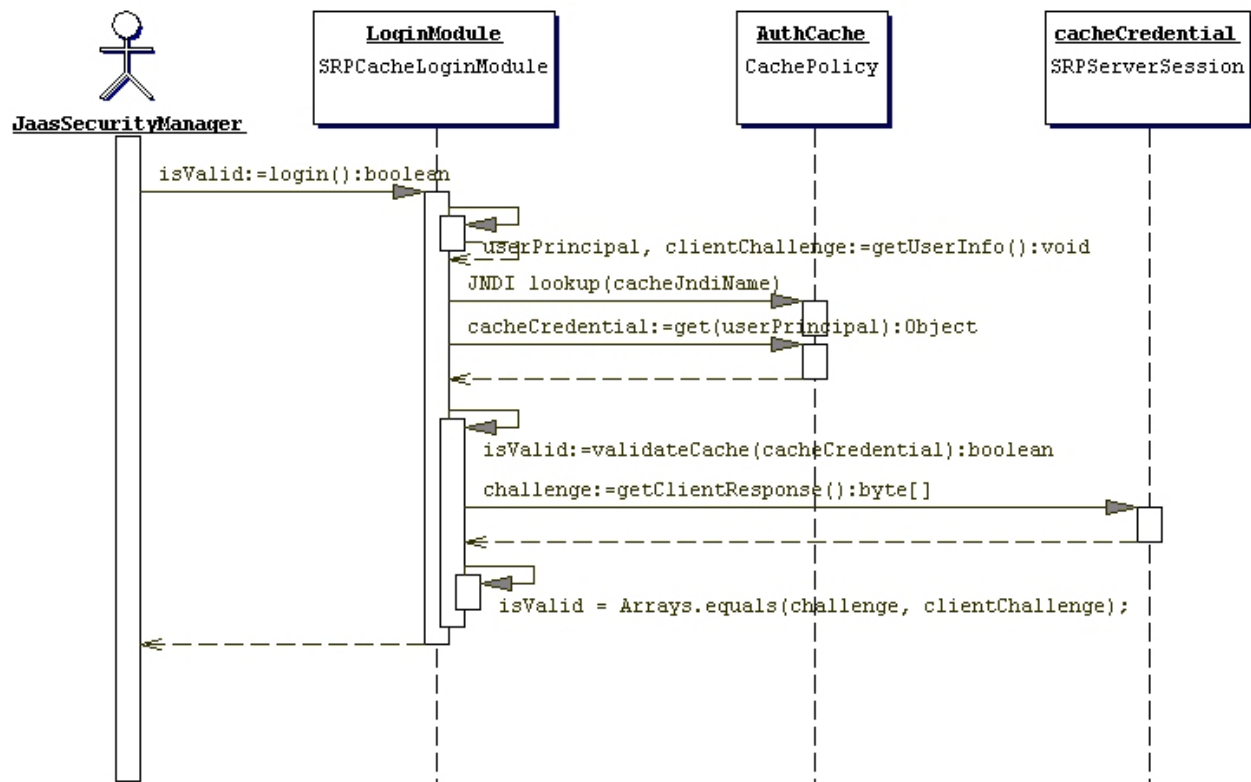 LoginModule
SRPCacheLoginModule
AuthCache
CachePolicy
cacheCredential
SRPServerSession
JaasSecurityManager
isValid:=login():boolean
userPrincipal, clientChallenge:=getUserInfo():void
JNDI lookup(cacheJndiName)
cacheCredential:=get(userPrincipal):Object
isValid:=validateCache(cacheCredential):boolean
challenge:=getClientResponse():byte[]
isValid = Arrays.equals(challenge, clientChallenge);